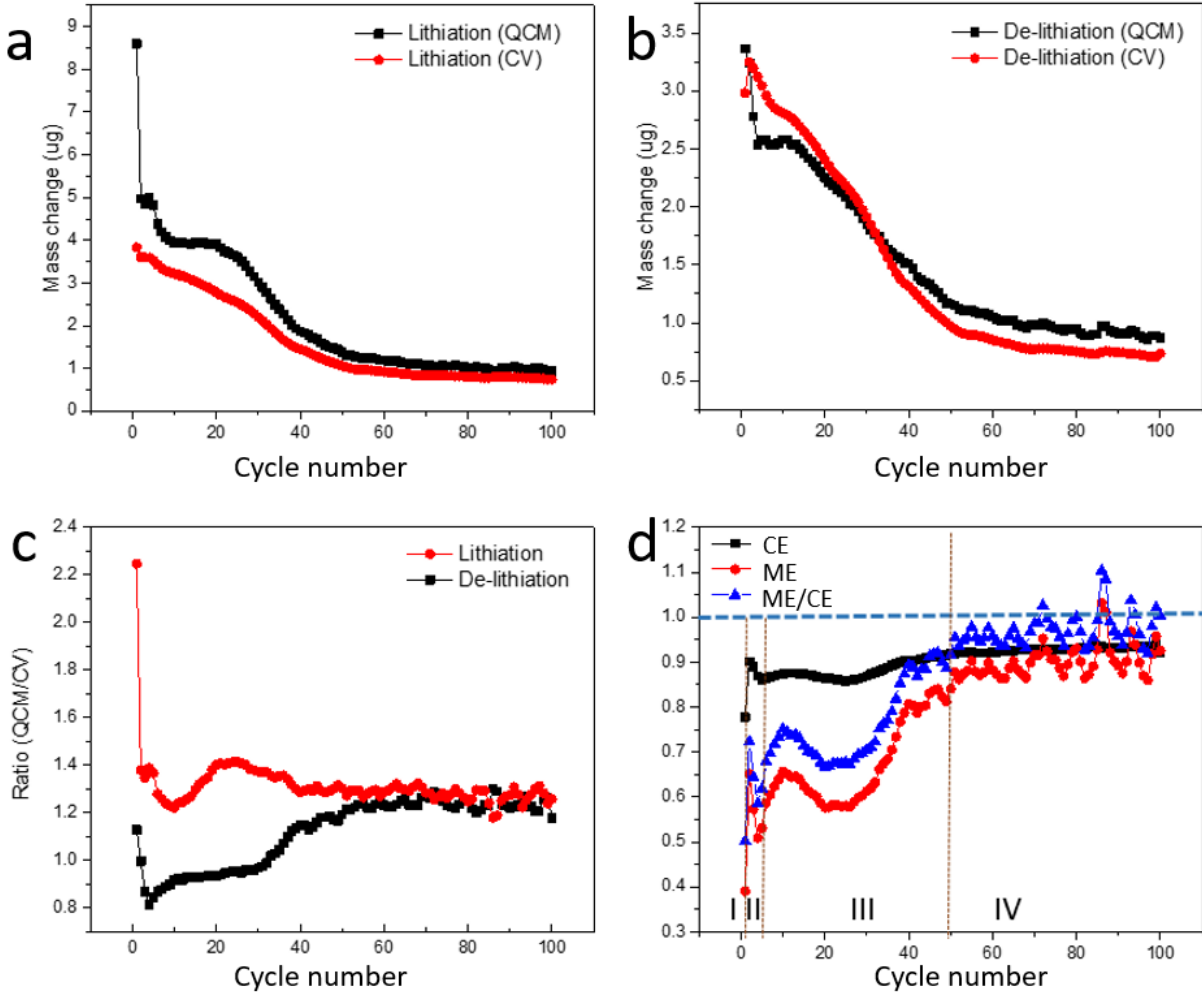 a
Lithiation (QCM)
Lithiation (CV)
Mass change (ug)
9
8
7
6
5
4
3
2
1
0
0 20 40 60 80 100
Cycle number
b
De-lithiation (QCM)
De-lithiation (CV)
Mass change (ug)
3.5
3.0
2.5
2.0
1.5
1.0
0.5
0 20 40 60 80 100
Cycle number
c
Lithiation
De-lithiation
Ratio (QCM/CV)
2.4
2.2
2.0
1.8
1.6
1.4
1.2
1.0
0.8
0 20 40 60 80 100
Cycle number
d
CE
ME
ME/CE
1.2
1.1
1.0
0.9
0.8
0.7
0.6
0.5
0.4
0.3
I II III IV
0 20 40 60 80 100
Cycle number